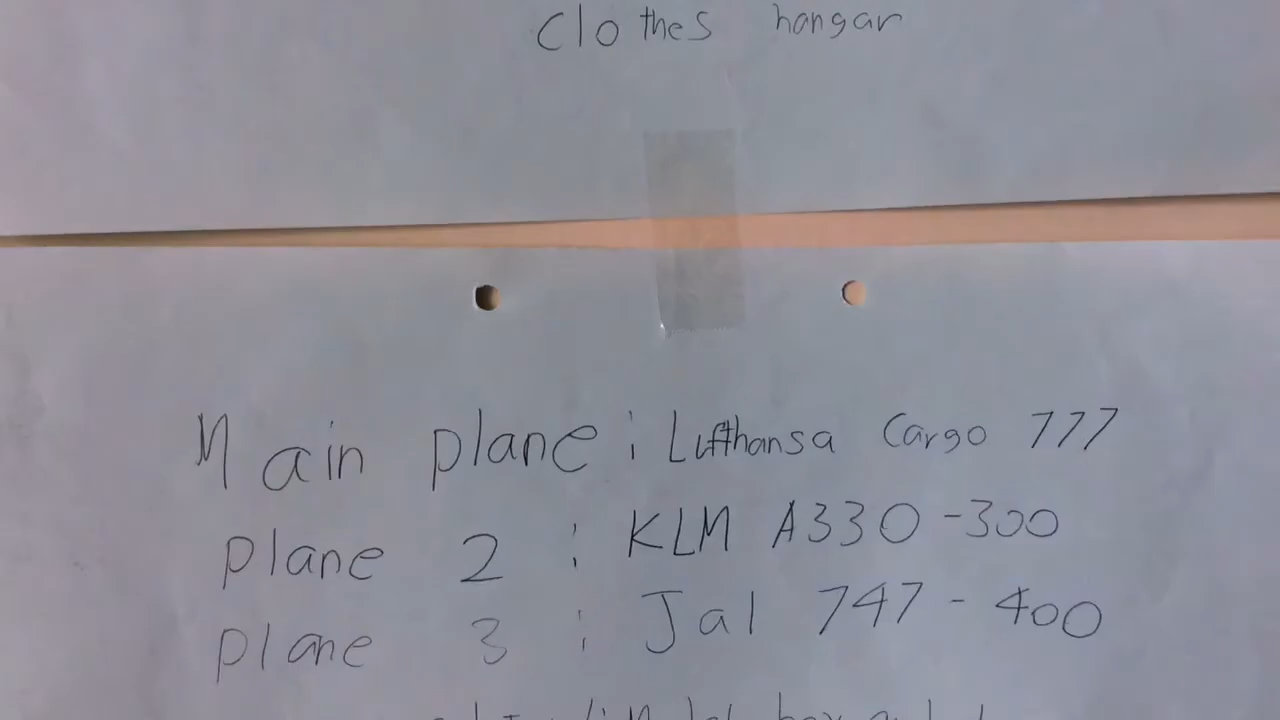 Clothes hangar
Main plane: Lufthansa Cargo 777
plane 2: KLM A330-300
plane 3: Jal 747-400